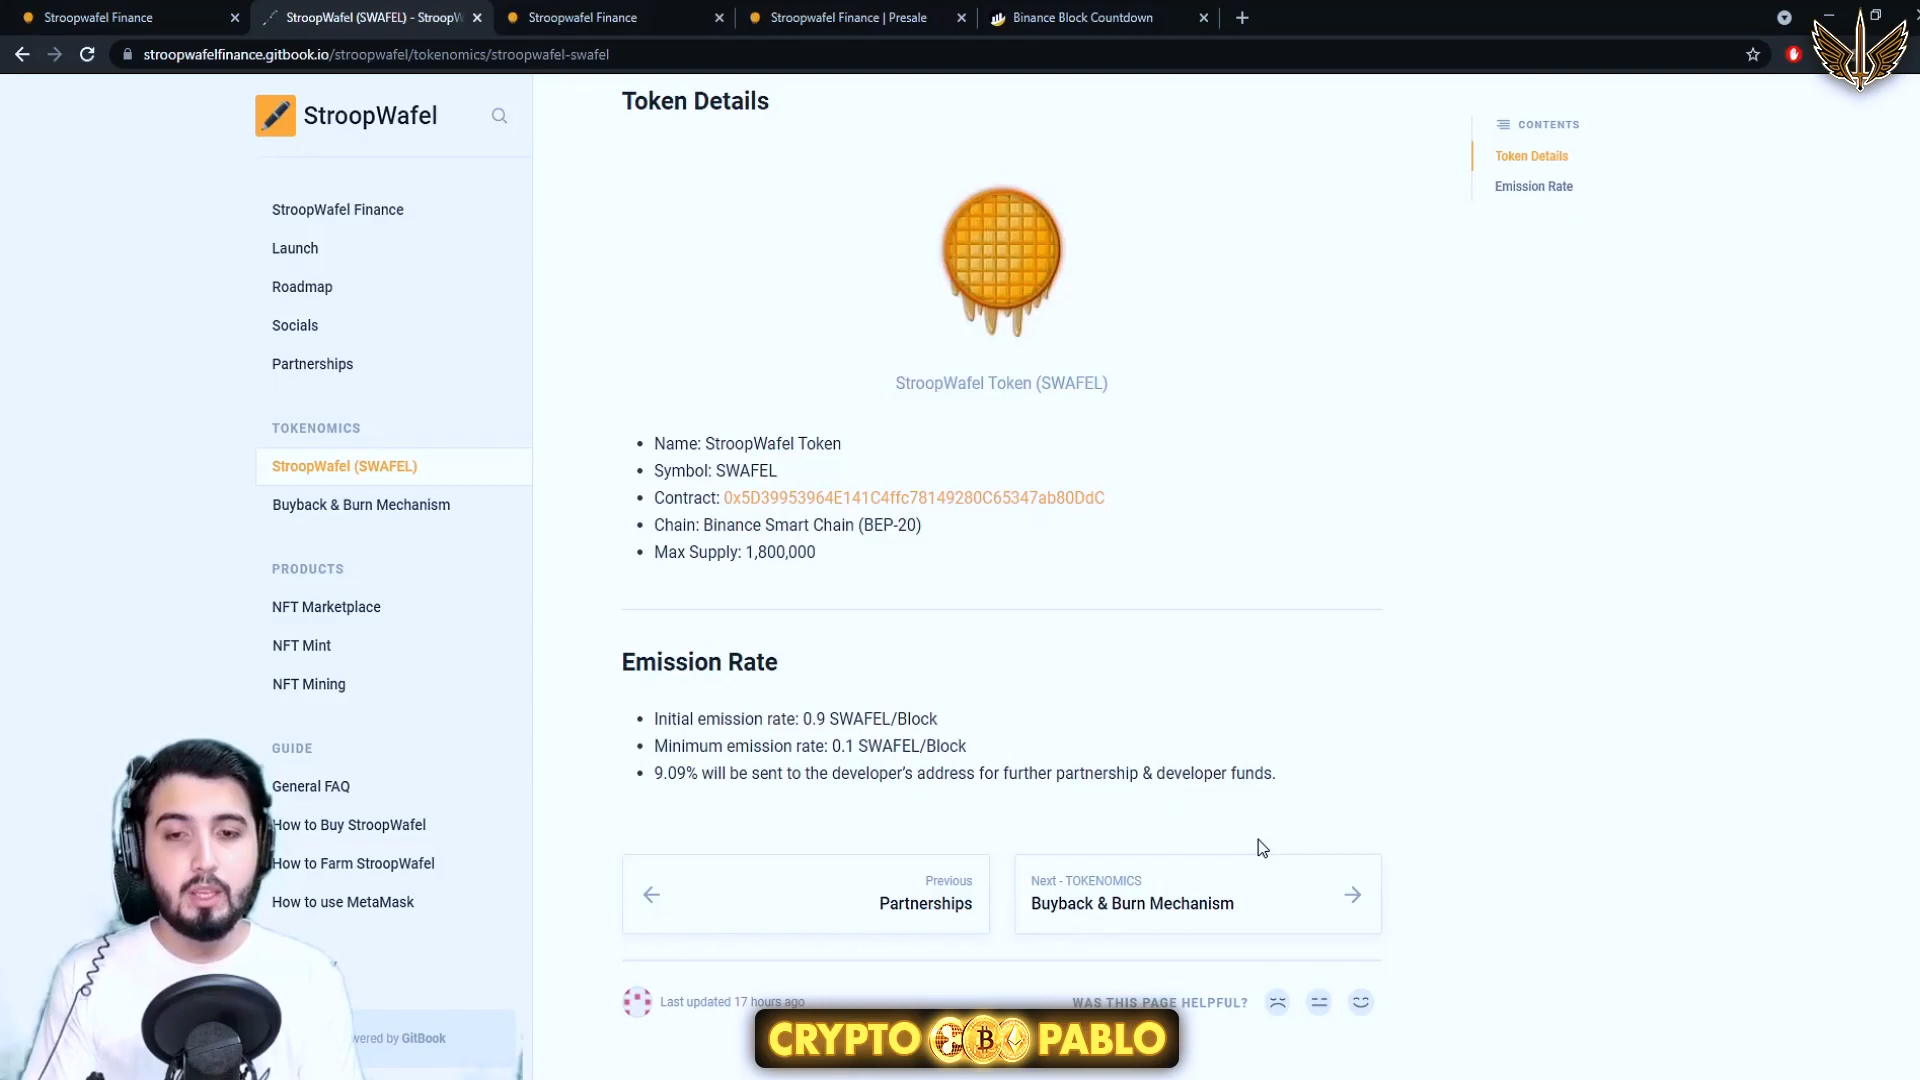 Stroopwafel Finance
StroopWafel (SWAFEL) - StroopW
Stroopwafel Finance
Stroopwafel Finance | Presale
Binance Block Countdown
stroopwafelfinance.gitbook.io/stroopwafel/tokenomics/stroopwafel-swafel
StroopWafel
StroopWafel Finance
Launch
Roadmap
Socials
Partnerships
TOKENOMICS
StroopWafel (SWAFEL)
Buyback & Burn Mechanism
PRODUCTS
NFT Marketplace
NFT Mint
NFT Mining
GUIDE
General FAQ
How to Buy StroopWafel
How to Farm StroopWafel
How to use MetaMask
wered by GitBook
Token Details
StroopWafel Token (SWAFEL)
• Name: StroopWafel Token
• Symbol: SWAFEL
• Contract: 0x5D39953964E141C4ffc78149280C65347ab80DdC
• Chain: Binance Smart Chain (BEP-20)
• Max Supply: 1,800,000
Emission Rate
• Initial emission rate: 0.9 SWAFEL/Block
• Minimum emission rate: 0.1 SWAFEL/Block
• 9.09% will be sent to the developer's address for further partnership & developer funds.
Previous
Partnerships
Next - TOKENOMICS
Buyback & Burn Mechanism
Last updated 17 hours ago
WAS THIS PAGE HELPFUL?
CONTENTS
Token Details
Emission Rate
CRYPTO PABLO